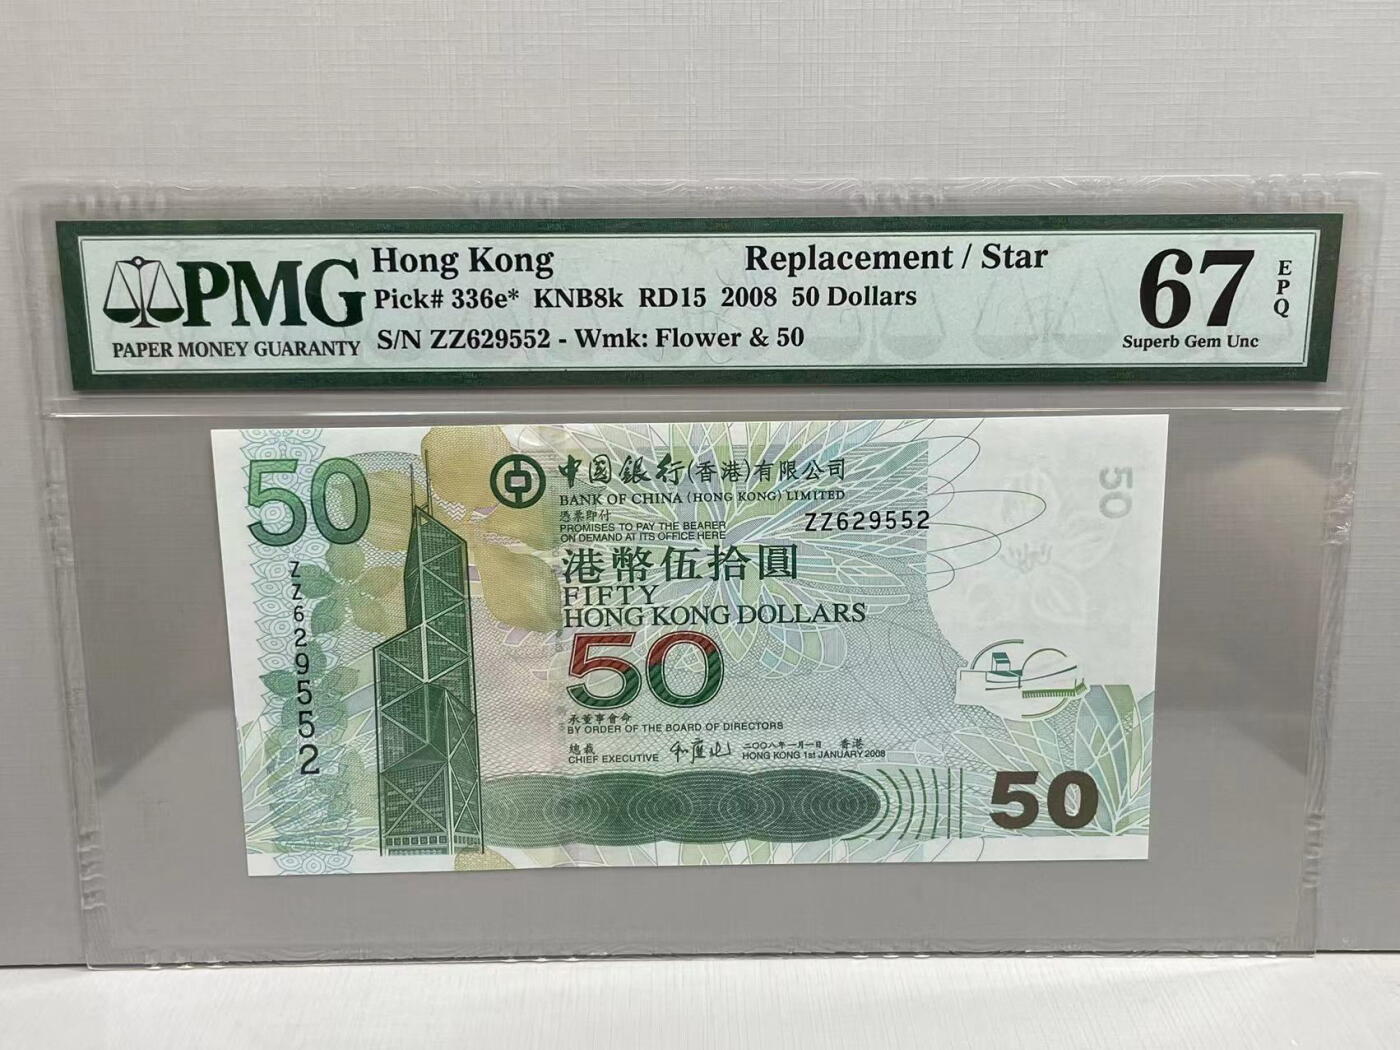 PMG
PAPER MONEY GUARANTY
Hong Kong
Replacement / Star
Pick# 336e* KNB8k RD15 2008 50 Dollars
S/N ZZ629552 - Wmk: Flower & 50
67
EPQ
Superb Gem Unc
50
中國銀行(香港)有限公司
BANK OF CHINA (HONG KONG) LIMITED
憑票即付
PROMISES TO PAY THE BEARER
ON DEMAND AT ITS OFFICE HERE
ZZ629552
50
港幣伍拾圓
FIFTY
HONG KONG DOLLARS
50
ZZ629552
承董事會命
BY ORDER OF THE BOARD OF DIRECTORS
總裁
CHIEF EXECUTIVE
二〇〇八年一月一日 香港
HONG KONG 1st JANUARY 2008
50